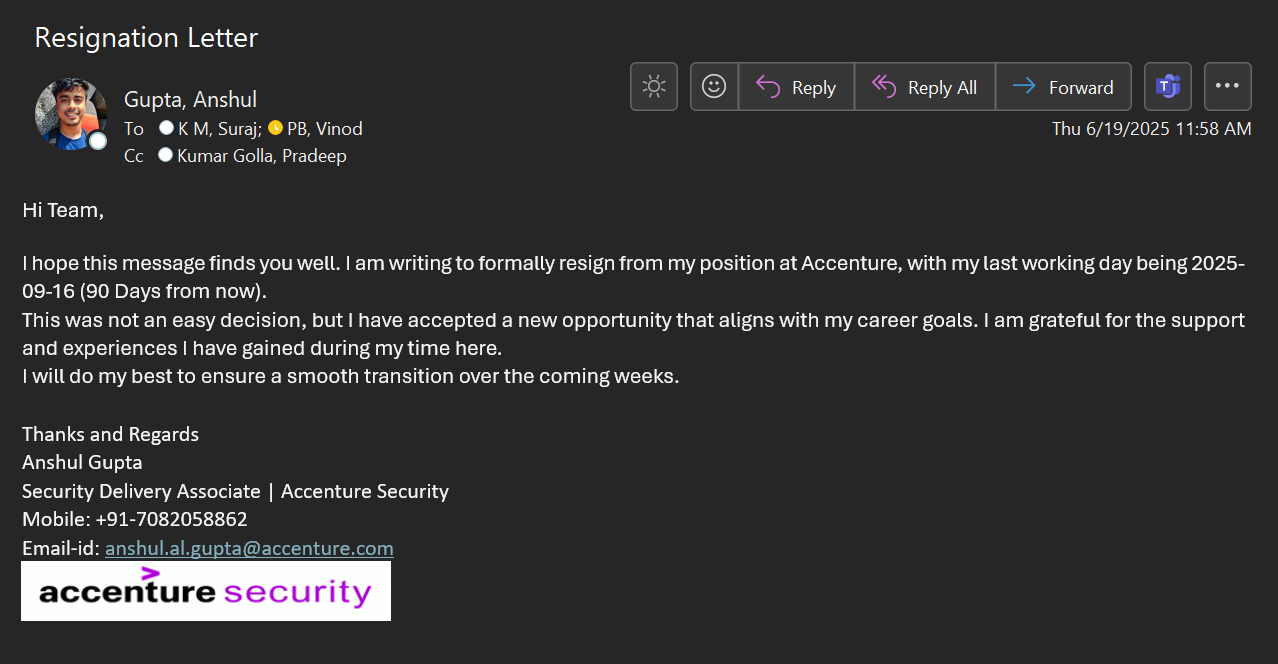 Resignation Letter
Gupta, Anshul
To K M, Suraj; PB, Vinod
Cc Kumar Golla, Pradeep
Reply
Reply All
Forward
Thu 6/19/2025 11:58 AM
Hi Team,
I hope this message finds you well. I am writing to formally resign from my position at Accenture, with my last working day being 2025-
09-16 (90 Days from now).
This was not an easy decision, but I have accepted a new opportunity that aligns with my career goals. I am grateful for the support
and experiences I have gained during my time here.
I will do my best to ensure a smooth transition over the coming weeks.
Thanks and Regards
Anshul Gupta
Security Delivery Associate | Accenture Security
Mobile: +91-7082058862
Email-id: anshul.al.gupta@accenture.com
accenture security